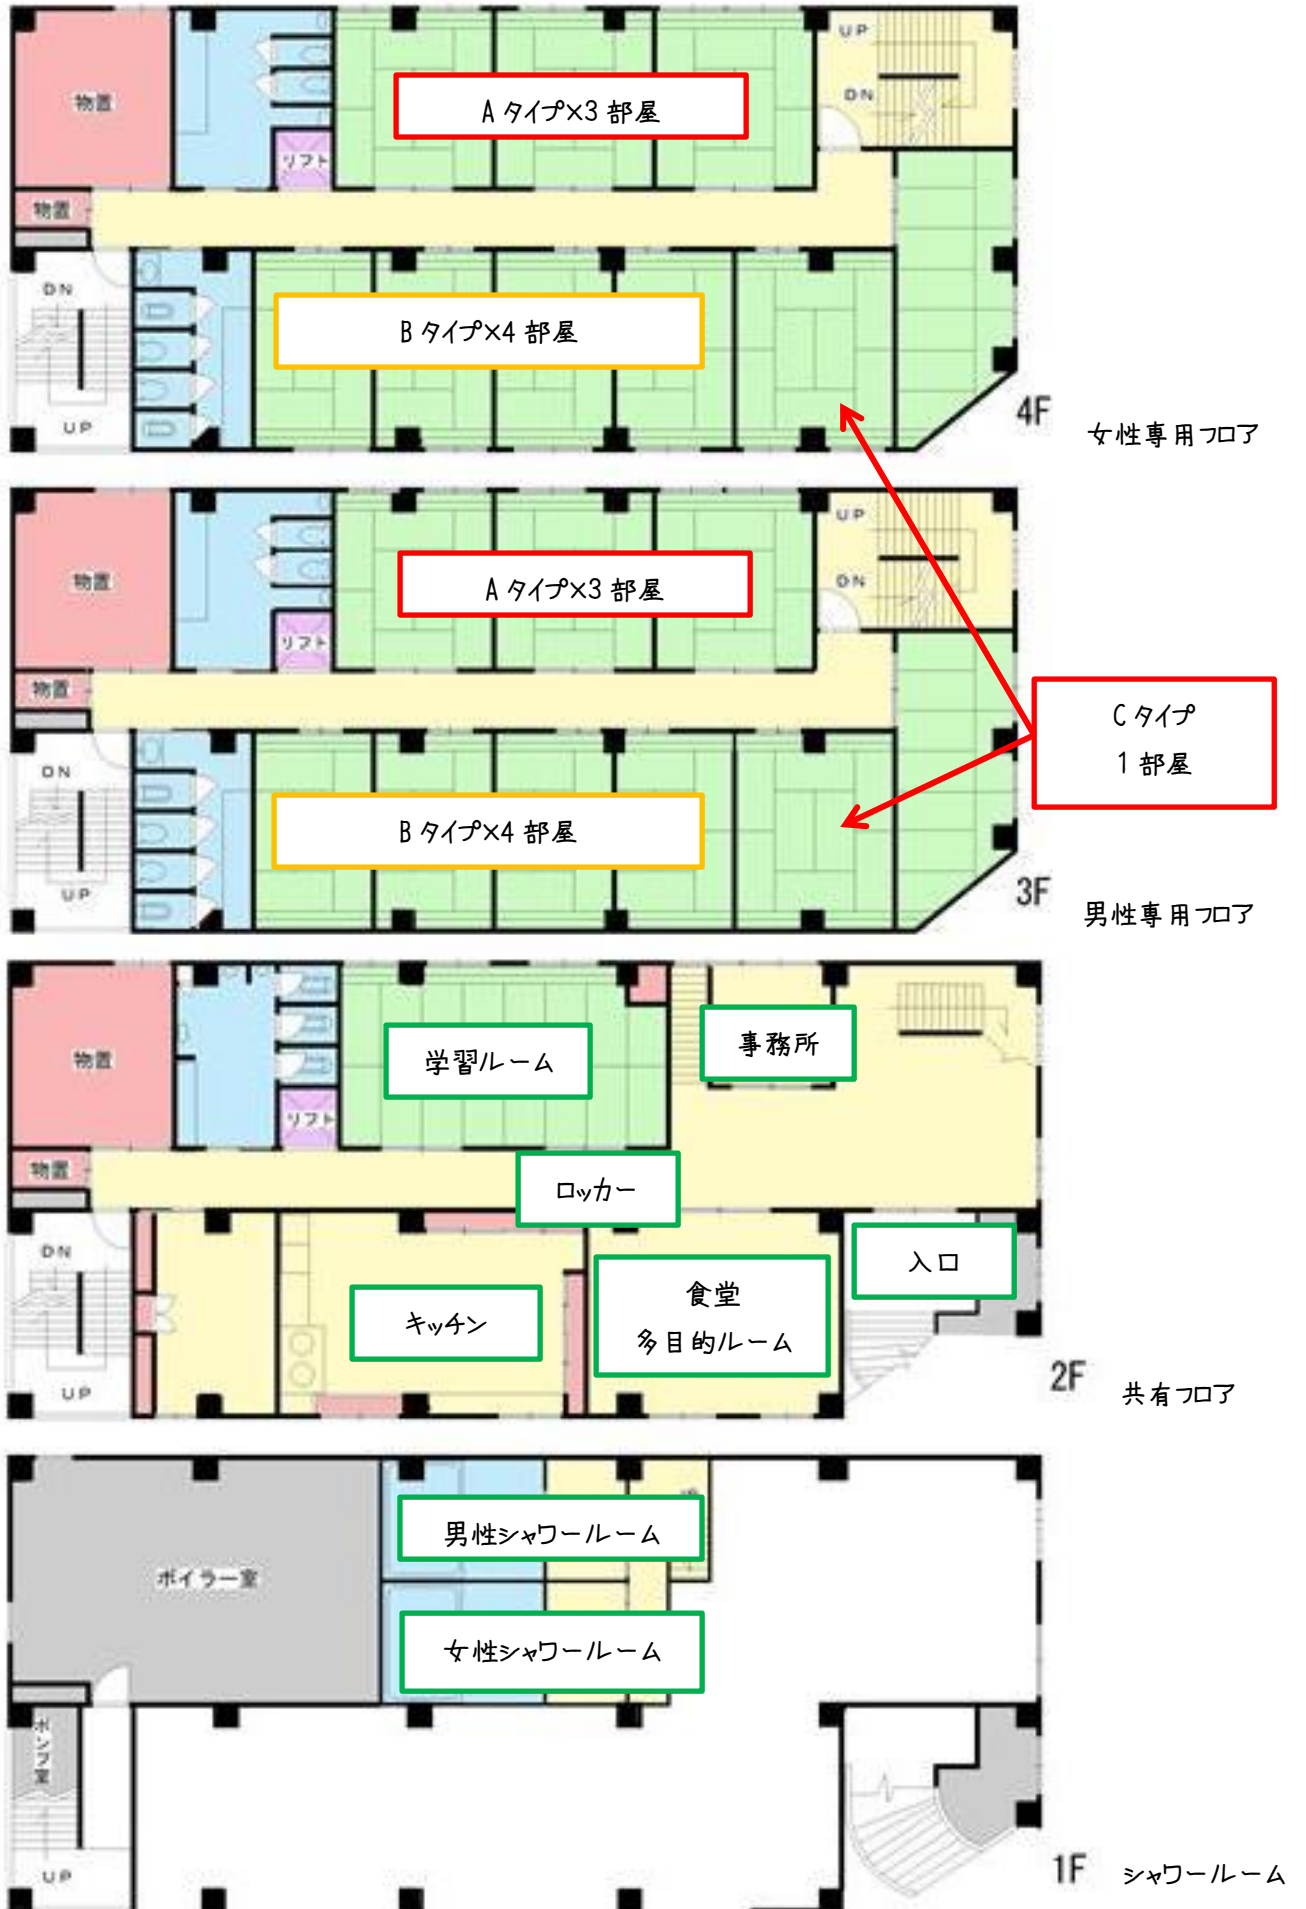 UP
物置
Aタイプ×3部屋
DN
リフト
物置
DN
Bタイプ×4部屋
UP
4F
女性専用フロア
UP
物置
Aタイプ×3部屋
DN
リフト
物置
Cタイプ
1部屋
DN
Bタイプ×4部屋
UP
3F
男性専用フロア
物置
学習ルーム
事務所
リフト
物置
ロッカー
DN
入口
キッチン
食堂
多目的ルーム
UP
2F
共有フロア
男性シャワールーム
ボイラー室
女性シャワールーム
ポンプ室
UP
1F
シャワールーム